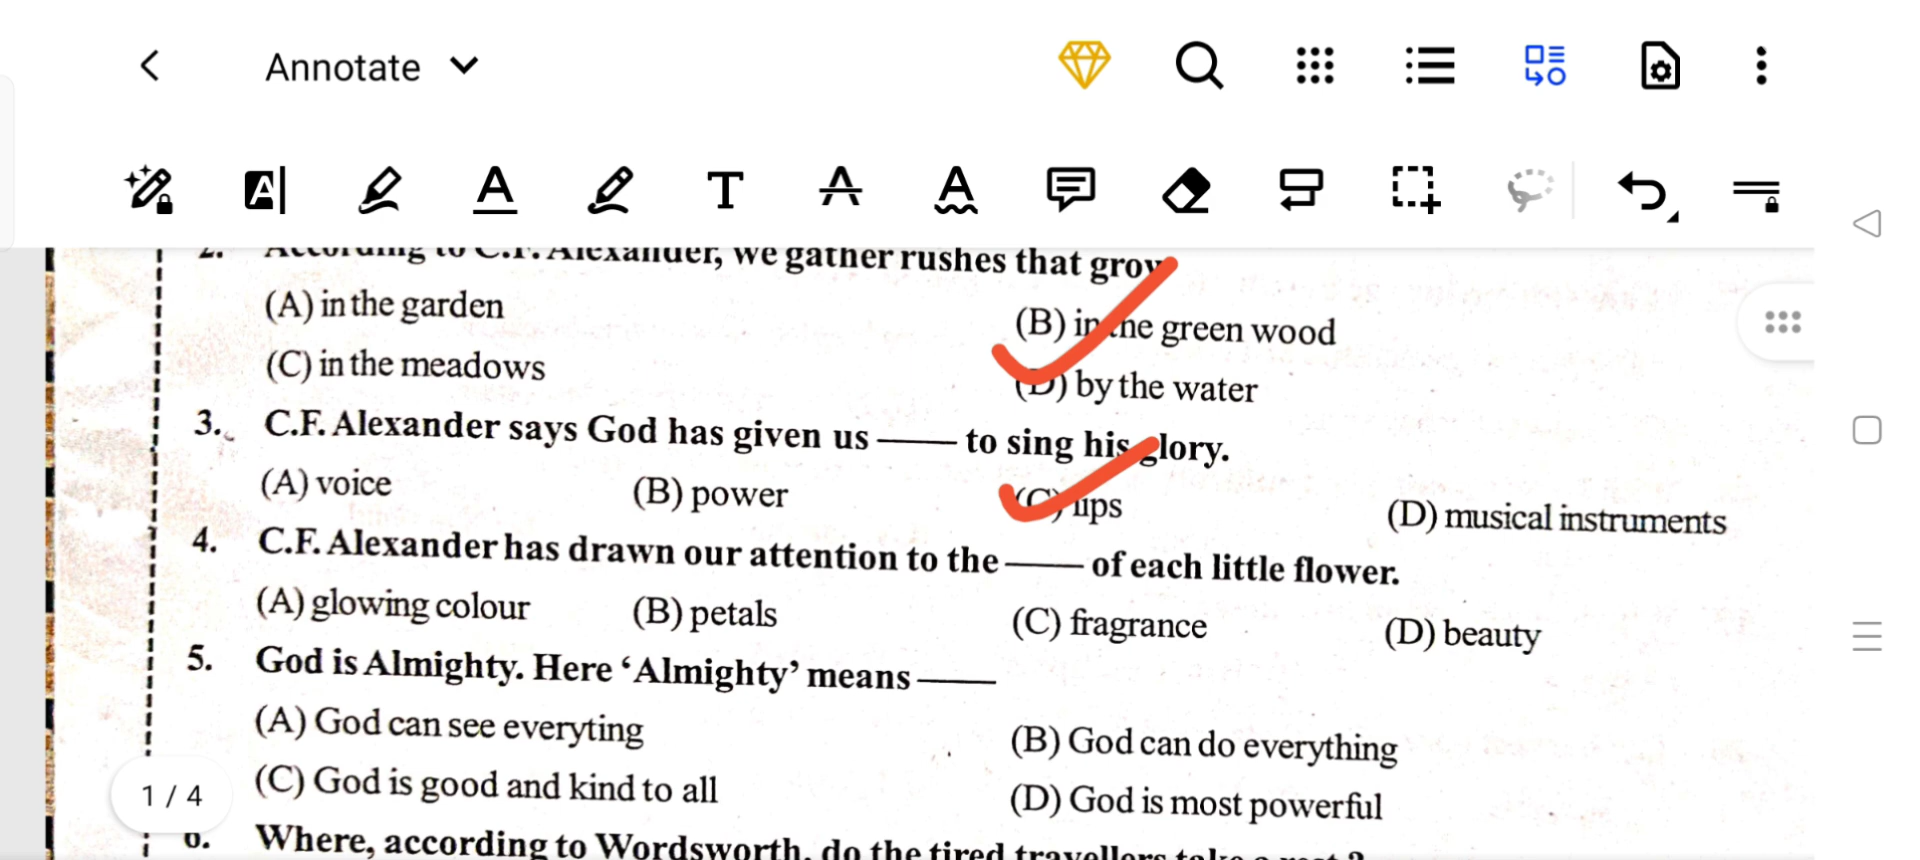 Annotate
2. According to C.F. Alexander, we gather rushes that grow
(A) in the garden
(B) in the green wood
(C) in the meadows
(D) by the water
3. C.F. Alexander says God has given us —— to sing his glory.
(A) voice (B) power (C) lips (D) musical instruments
4. C.F. Alexander has drawn our attention to the —— of each little flower.
(A) glowing colour (B) petals (C) fragrance (D) beauty
5. God is Almighty. Here ‘Almighty’ means ——
(A) God can see everyting
(B) God can do everything
(C) God is good and kind to all
(D) God is most powerful
1 / 4
6. Where, according to Wordsworth, do the tired travellers take a rest ?